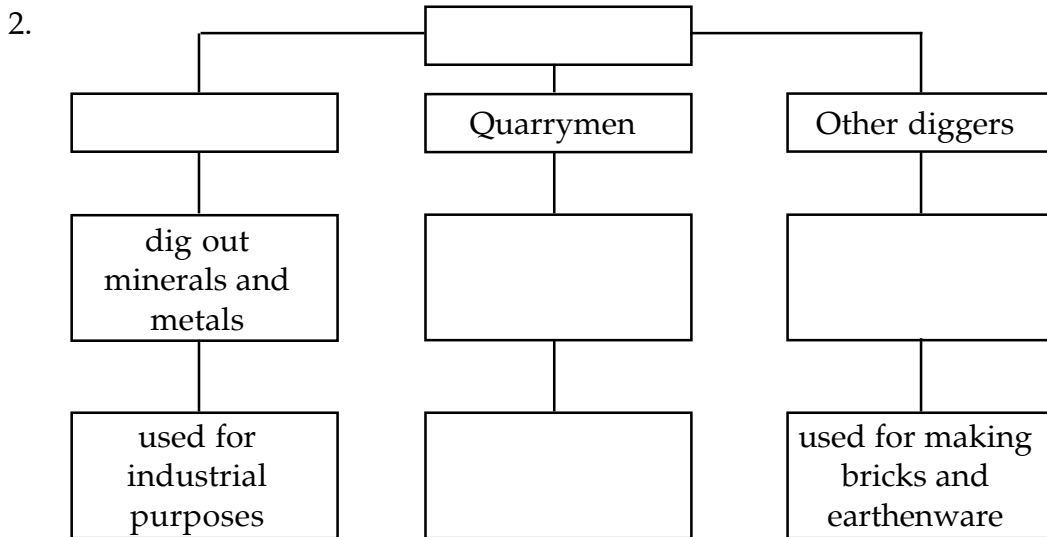 2.
Quarrymen
Other diggers
dig out
minerals and
metals
used for
industrial
purposes
used for making
bricks and
earthenware